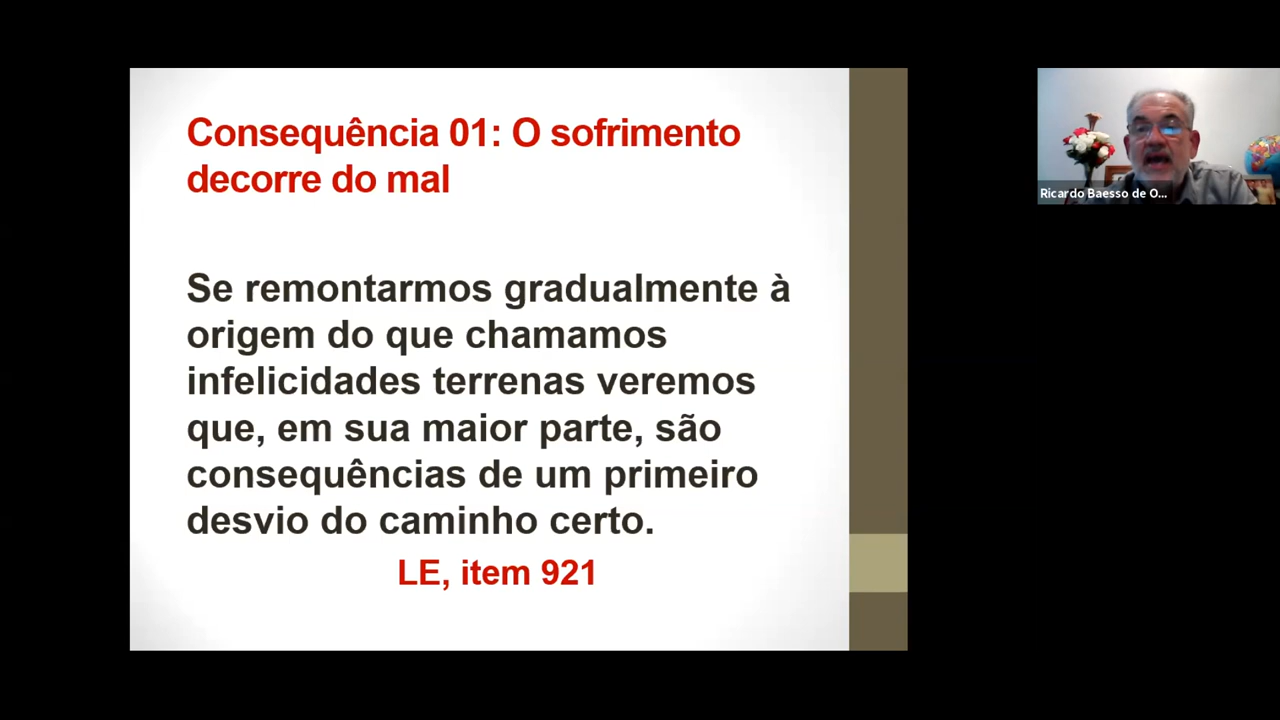 Consequência 01: O sofrimento
decorre do mal
Se remontarmos gradualmente à
origem do que chamamos
infelicidades terrenas veremos
que, em sua maior parte, são
consequências de um primeiro
desvio do caminho certo.
LE, item 921
Ricardo Baesso de O...